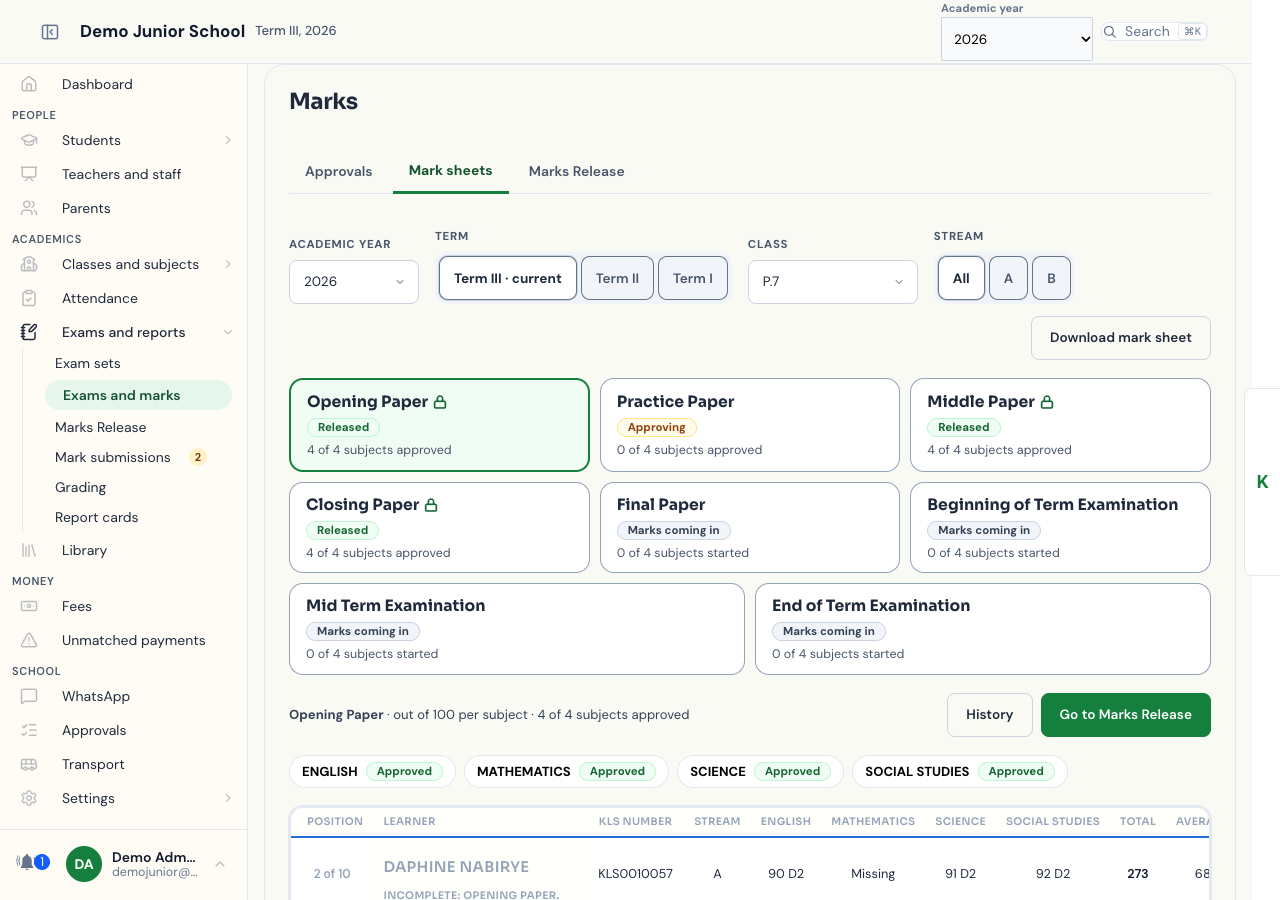 Demo Junior School
Term III, 2026
Academic year
2026
Search
⌘K
Dashboard
PEOPLE
Students
Teachers and staff
Parents
ACADEMICS
Classes and subjects
Attendance
Exams and reports
Exam sets
Exams and marks
Marks Release
Mark submissions 2
Grading
Report cards
Library
MONEY
Fees
Unmatched payments
SCHOOL
WhatsApp
Approvals
Transport
Settings
1
DA
Demo Adm...
demojunior@...
Marks
Approvals Mark sheets Marks Release
ACADEMIC YEAR TERM CLASS STREAM
2026 Term III · current Term II Term I P.7 All A B
Download mark sheet
Opening Paper
Released
4 of 4 subjects approved
Practice Paper
Approving
0 of 4 subjects approved
Middle Paper
Released
4 of 4 subjects approved
Closing Paper
Released
4 of 4 subjects approved
Final Paper
Marks coming in
0 of 4 subjects started
Beginning of Term Examination
Marks coming in
0 of 4 subjects started
Mid Term Examination
Marks coming in
0 of 4 subjects started
End of Term Examination
Marks coming in
0 of 4 subjects started
Opening Paper · out of 100 per subject · 4 of 4 subjects approved
History
Go to Marks Release
ENGLISH Approved MATHEMATICS Approved SCIENCE Approved SOCIAL STUDIES Approved
POSITION LEARNER KLS NUMBER STREAM ENGLISH MATHEMATICS SCIENCE SOCIAL STUDIES TOTAL AVERA
2 of 10 DAPHINE NABIRYE KLS0010057 A 90 D2 Missing 91 D2 92 D2 273 68
INCOMPLETE: OPENING PAPER.
K